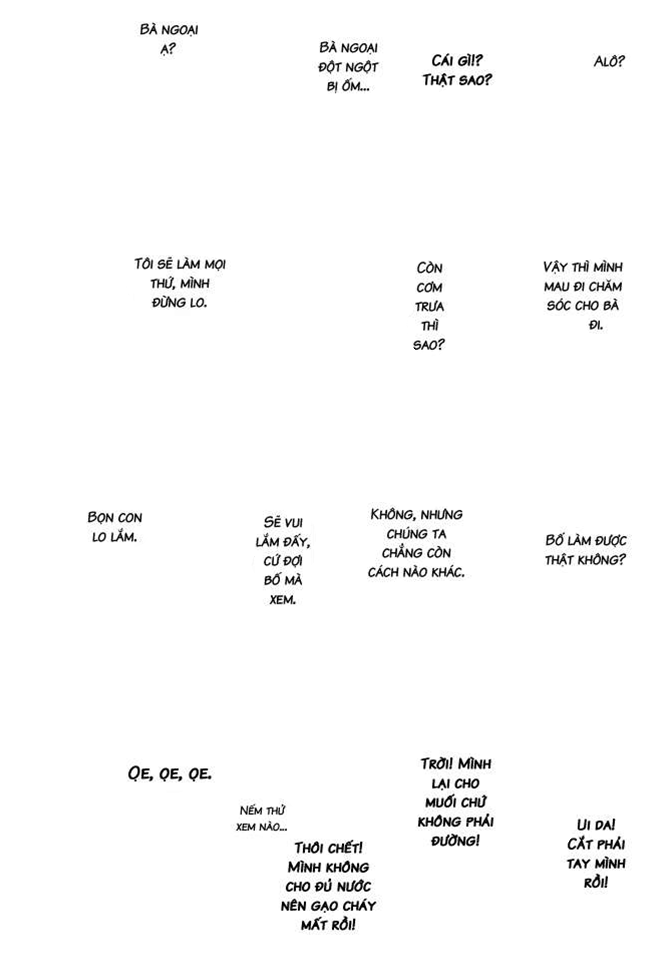 ALÔ?
CÁI GÌ!?
THẬT SAO?
BÀ NGOẠI
ĐỘT NGỘT
BỊ ỐM...
BÀ NGOẠI
Ạ?
VẬY THÌ MÌNH
MAU ĐI CHĂM
SÓC CHO BÀ
ĐI.
CÒN
CƠM
TRƯA
THÌ
SAO?
TÔI SẼ LÀM MỌI
THỨ, MÌNH
ĐỪNG LO.
BỐ LÀM ĐƯỢC
THẬT KHÔNG?
KHÔNG, NHƯNG
CHÚNG TA
CHẲNG CÒN
CÁCH NÀO KHÁC.
SẼ VUI
LẮM ĐẤY,
CỨ ĐỢI
BỐ MÀ
XEM.
BỌN CON
LO LẮM.
UI DA!
CẮT PHẢI
TAY MÌNH
RỒI!
TRỜI! MÌNH
LẠI CHO
MUỐI CHỨ
KHÔNG PHẢI
ĐƯỜNG!
THÔI CHẾT!
MÌNH KHÔNG
CHO ĐỦ NƯỚC
NÊN GẠO CHÁY
MẤT RỒI!
NẾM THỬ
XEM NÀO...
ỌE, ỌE, ỌE.